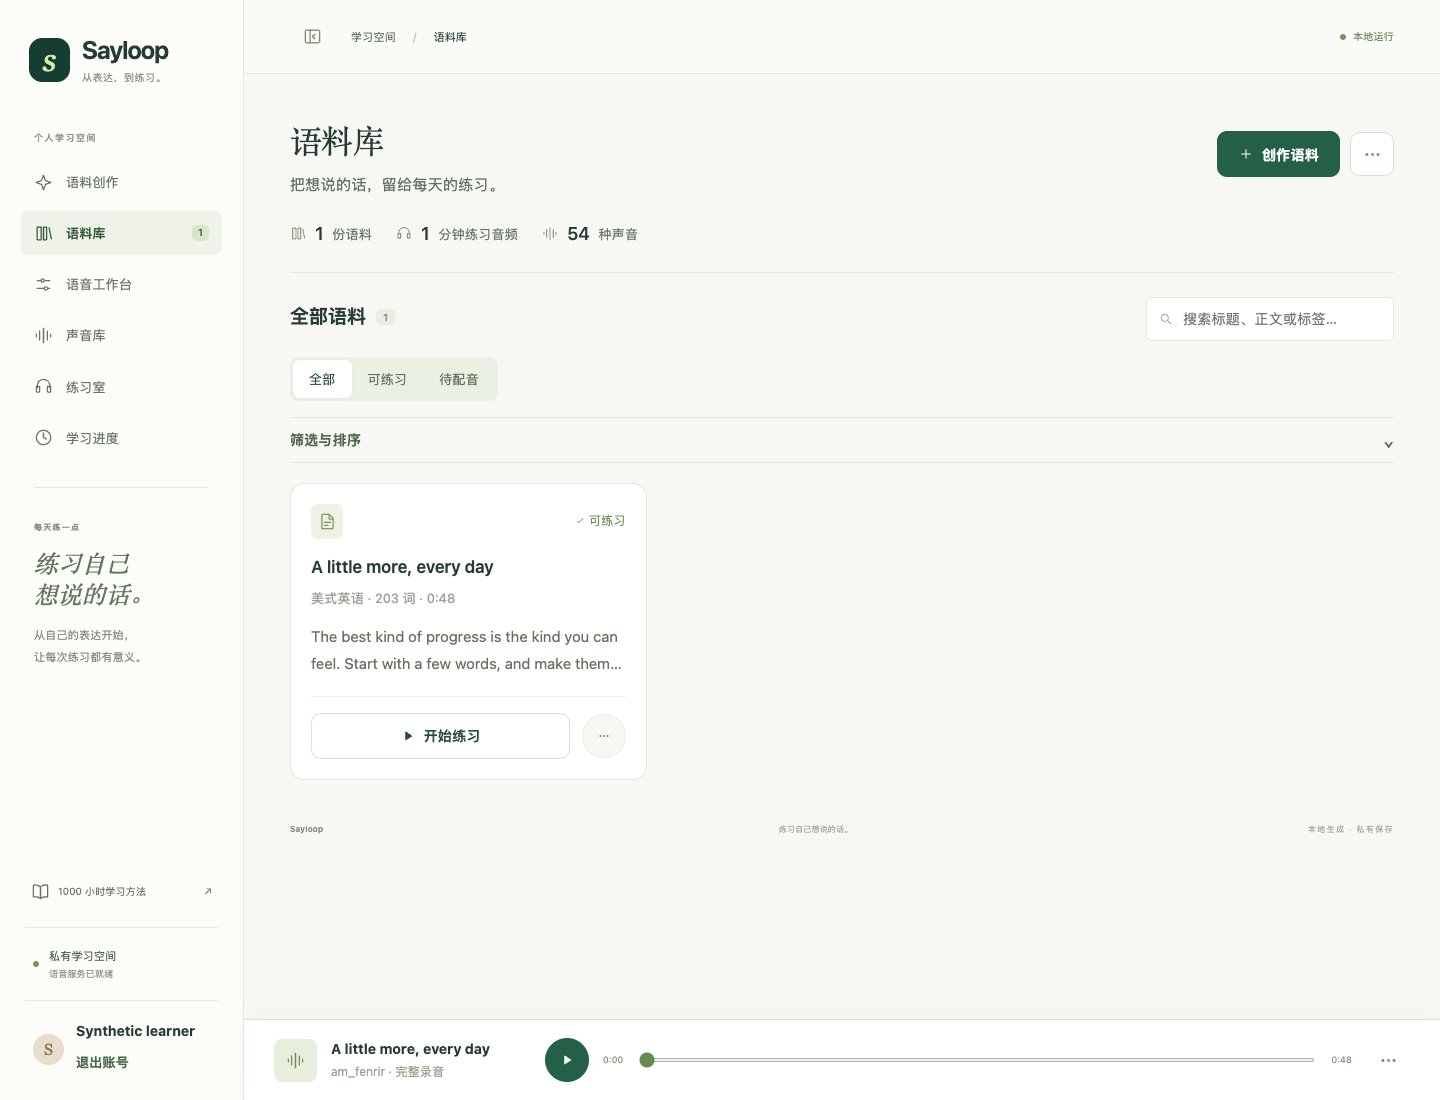 S
Sayloop
从表达，到练习。
个人学习空间
语料创作
语料库 1
语音工作台
声音库
练习室
学习进度
每天练一点
练习自己
想说的话。
从自己的表达开始，
让每次练习都有意义。
1000 小时学习方法
私有学习空间
语音服务已就绪
S
Synthetic learner
退出账号
学习空间 / 语料库
本地运行
语料库
把想说的话，留给每天的练习。
+ 创作语料
1 份语料 1 分钟练习音频 54 种声音
全部语料 1
搜索标题、正文或标签...
全部 可练习 待配音
筛选与排序
✓ 可练习
A little more, every day
美式英语 · 203 词 · 0:48
The best kind of progress is the kind you can
feel. Start with a few words, and make them...
开始练习
Sayloop 练习自己想说的话。 本地生成 · 私有保存
A little more, every day
am_fenrir · 完整录音
0:00 0:48